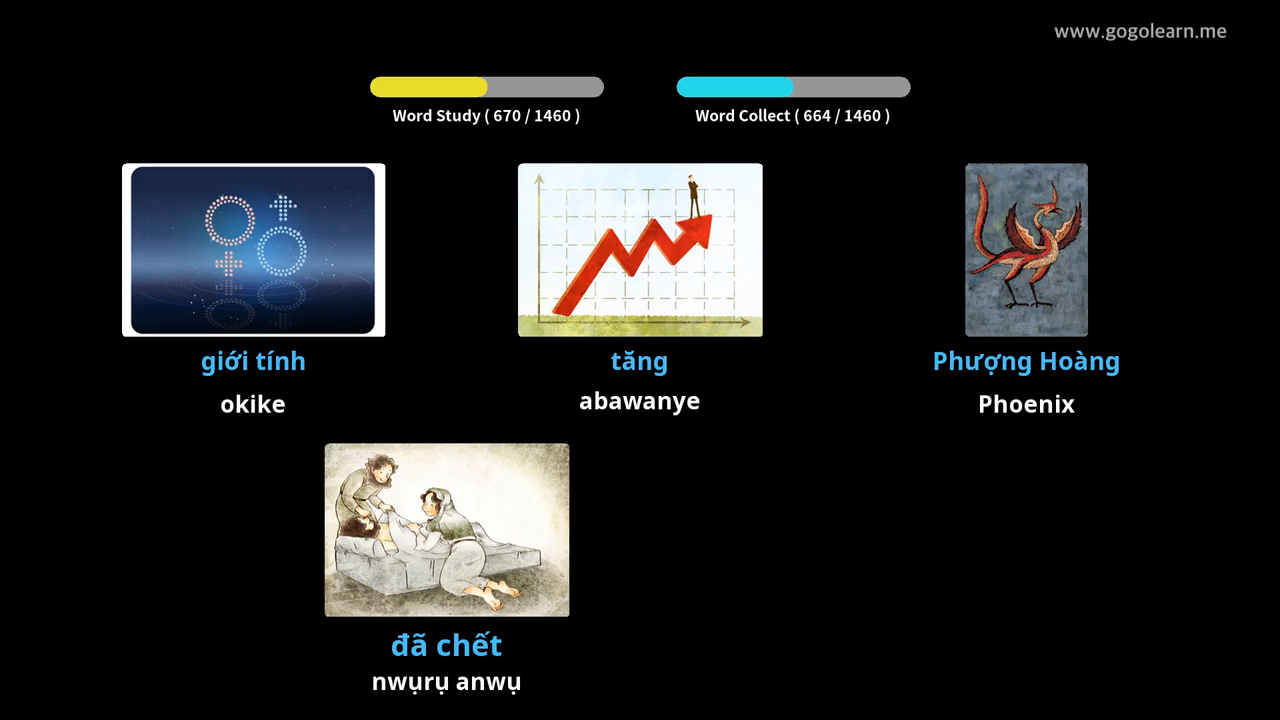 www.gogolearn.me
Word Study ( 670 / 1460 )
Word Collect ( 664 / 1460 )
giới tính
okike
tăng
abawanye
Phượng Hoàng
Phoenix
đã chết
nwụrụ anwụ